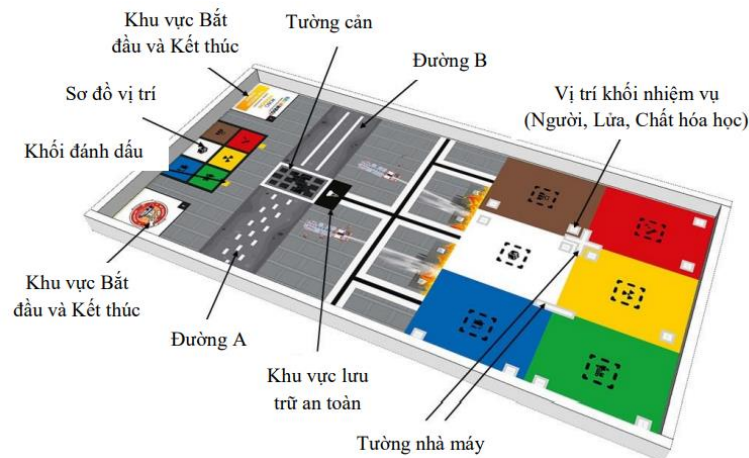 Khu vực Bắt
đầu và Kết thúc
Tường cản
Đường B
Sơ đồ vị trí
Khối đánh dấu
Vị trí khối nhiệm vụ
(Người, Lửa, Chất hóa học)
Khu vực Bắt
đầu và Kết thúc
Đường A
Khu vực lưu
trữ an toàn
Tường nhà máy